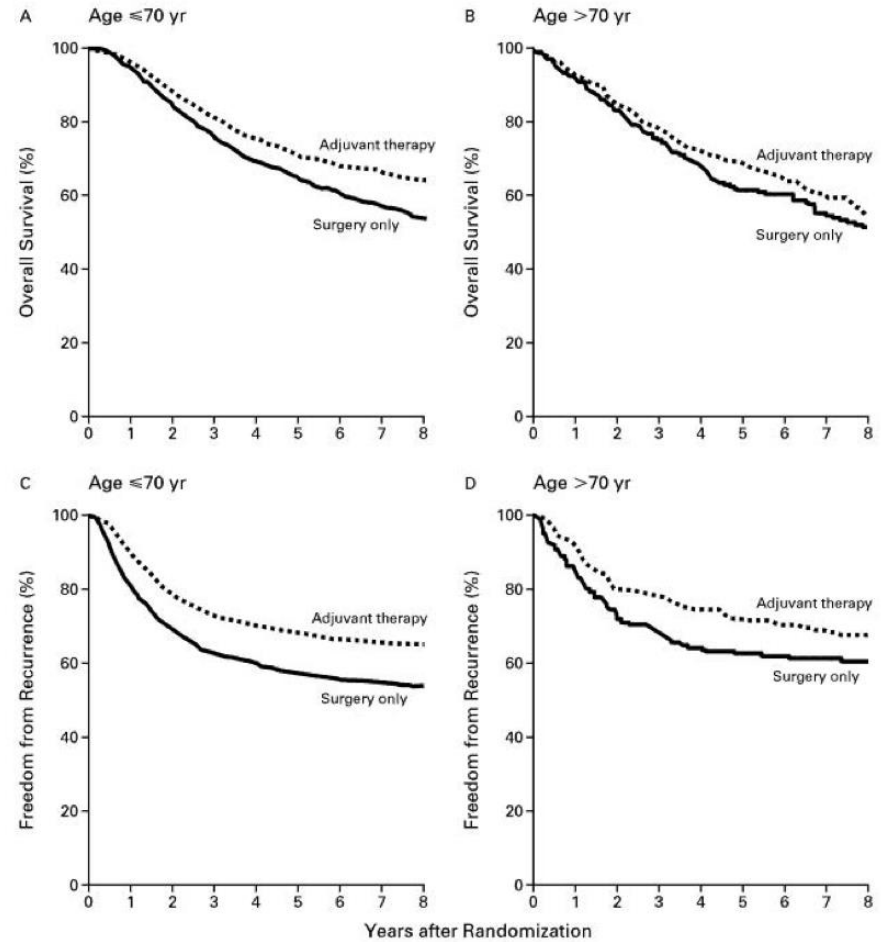 A Age ≤70 yr
100
80
60
40
20
0
Overall Survival (%)
Adjuvant therapy
Surgery only
0 1 2 3 4 5 6 7 8
B Age >70 yr
100
80
60
40
20
0
Overall Survival (%)
Adjuvant therapy
Surgery only
0 1 2 3 4 5 6 7 8
C Age ≤70 yr
100
80
60
40
20
0
Freedom from Recurrence (%)
Adjuvant therapy
Surgery only
0 1 2 3 4 5 6 7 8
D Age >70 yr
100
80
60
40
20
0
Freedom from Recurrence (%)
Adjuvant therapy
Surgery only
0 1 2 3 4 5 6 7 8
Years after Randomization